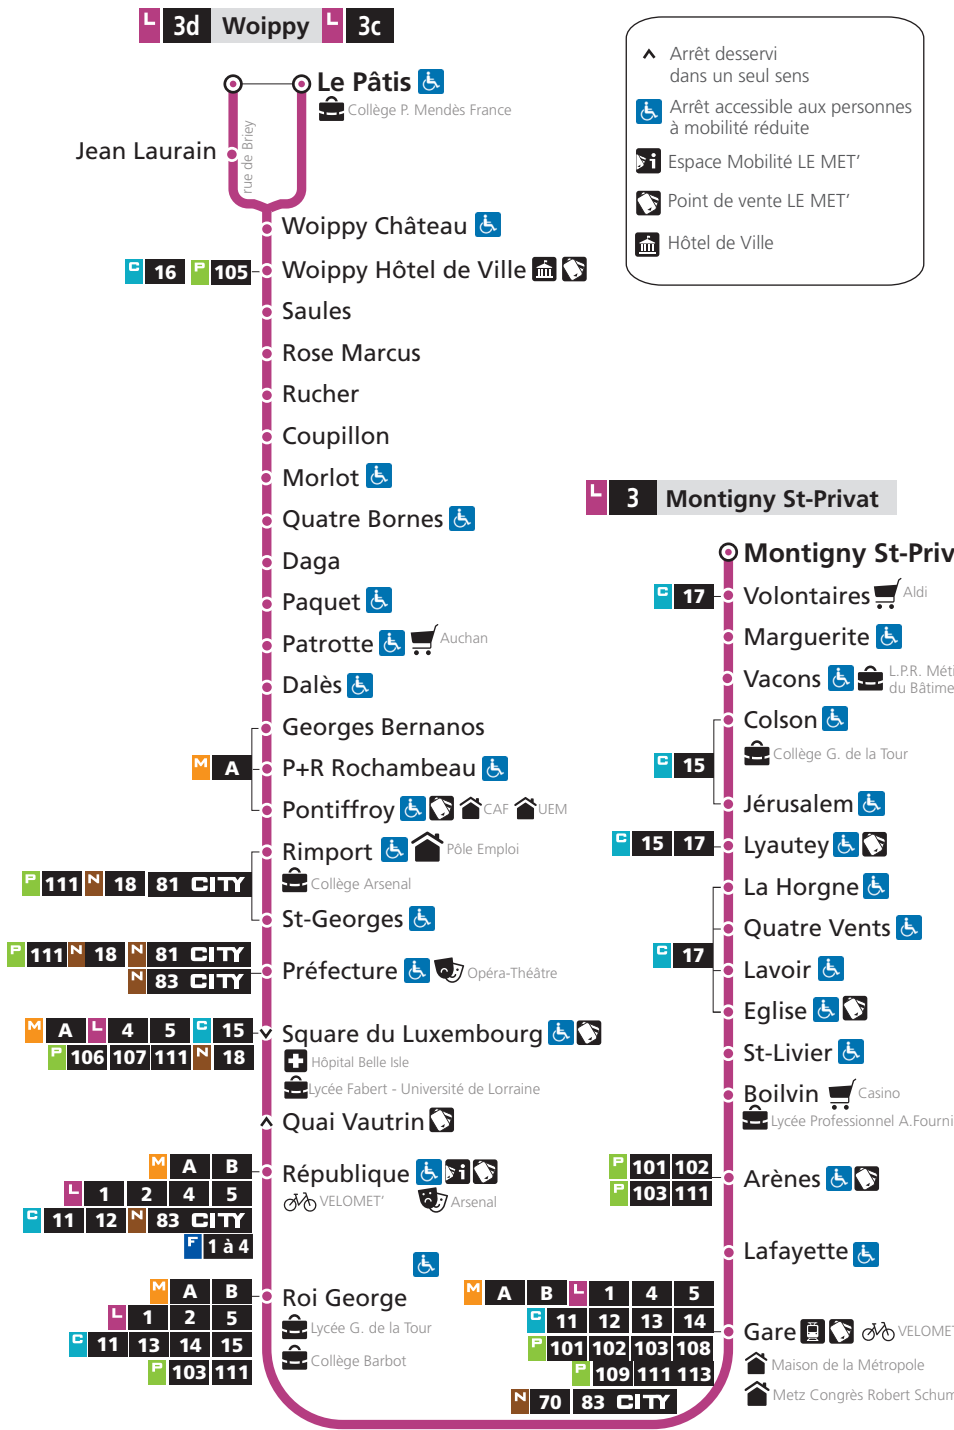 L 3d Woippy L 3c
Le Pâtis
Collège P. Mendès France
Jean Laurain
rue de Briey
Woippy Château
C 16 P 105
Woippy Hôtel de Ville
Saules
Rose Marcus
Rucher
Coupillon
Morlot
Quatre Bornes
Daga
Paquet
Patrotte
Auchan
Dalès
Georges Bernanos
M A
P+R Rochambeau
Pontiffroy
CAF
UEM
Rimport
Pôle Emploi
Collège Arsenal
P 111 N 18 81 CITY
St-Georges
P 111 N 18 N 81 CITY
N 83 CITY
Préfecture
Opéra-Théâtre
M A L 4 5 C 15
P 106 107 111 N 18
Square du Luxembourg
Hôpital Belle Isle
Lycée Fabert - Université de Lorraine
Quai Vautrin
M A B
L 1 2 4 5
C 11 12 N 83 CITY
F 1 à 4
République
VELOMET'
Arsenal
M A B
L 1 2 5
C 11 13 14 15
P 103 111
Roi George
Lycée G. de la Tour
Collège Barbot
Arrêt desservi
dans un seul sens
Arrêt accessible aux personnes
à mobilité réduite
Espace Mobilité LE MET'
Point de vente LE MET'
Hôtel de Ville
L 3 Montigny St-Privat
Montigny St-Priv
C 17
Volontaires
Aldi
Marguerite
Vacons
L.P.R. Méti
du Bâtime
Colson
Collège G. de la Tour
C 15
Jérusalem
C 15 17
Lyautey
La Horgne
Quatre Vents
C 17
Lavoir
Eglise
St-Livier
Boilvin
Casino
Lycée Professionnel A.Fourni
P 101 102
P 103 111
Arènes
Lafayette
M A B L 1 4 5
C 11 12 13 14
P 101 102 103 108
P 109 111 113
N 70 83 CITY
Gare
VELOMET
Maison de la Métropole
Metz Congrès Robert Schum